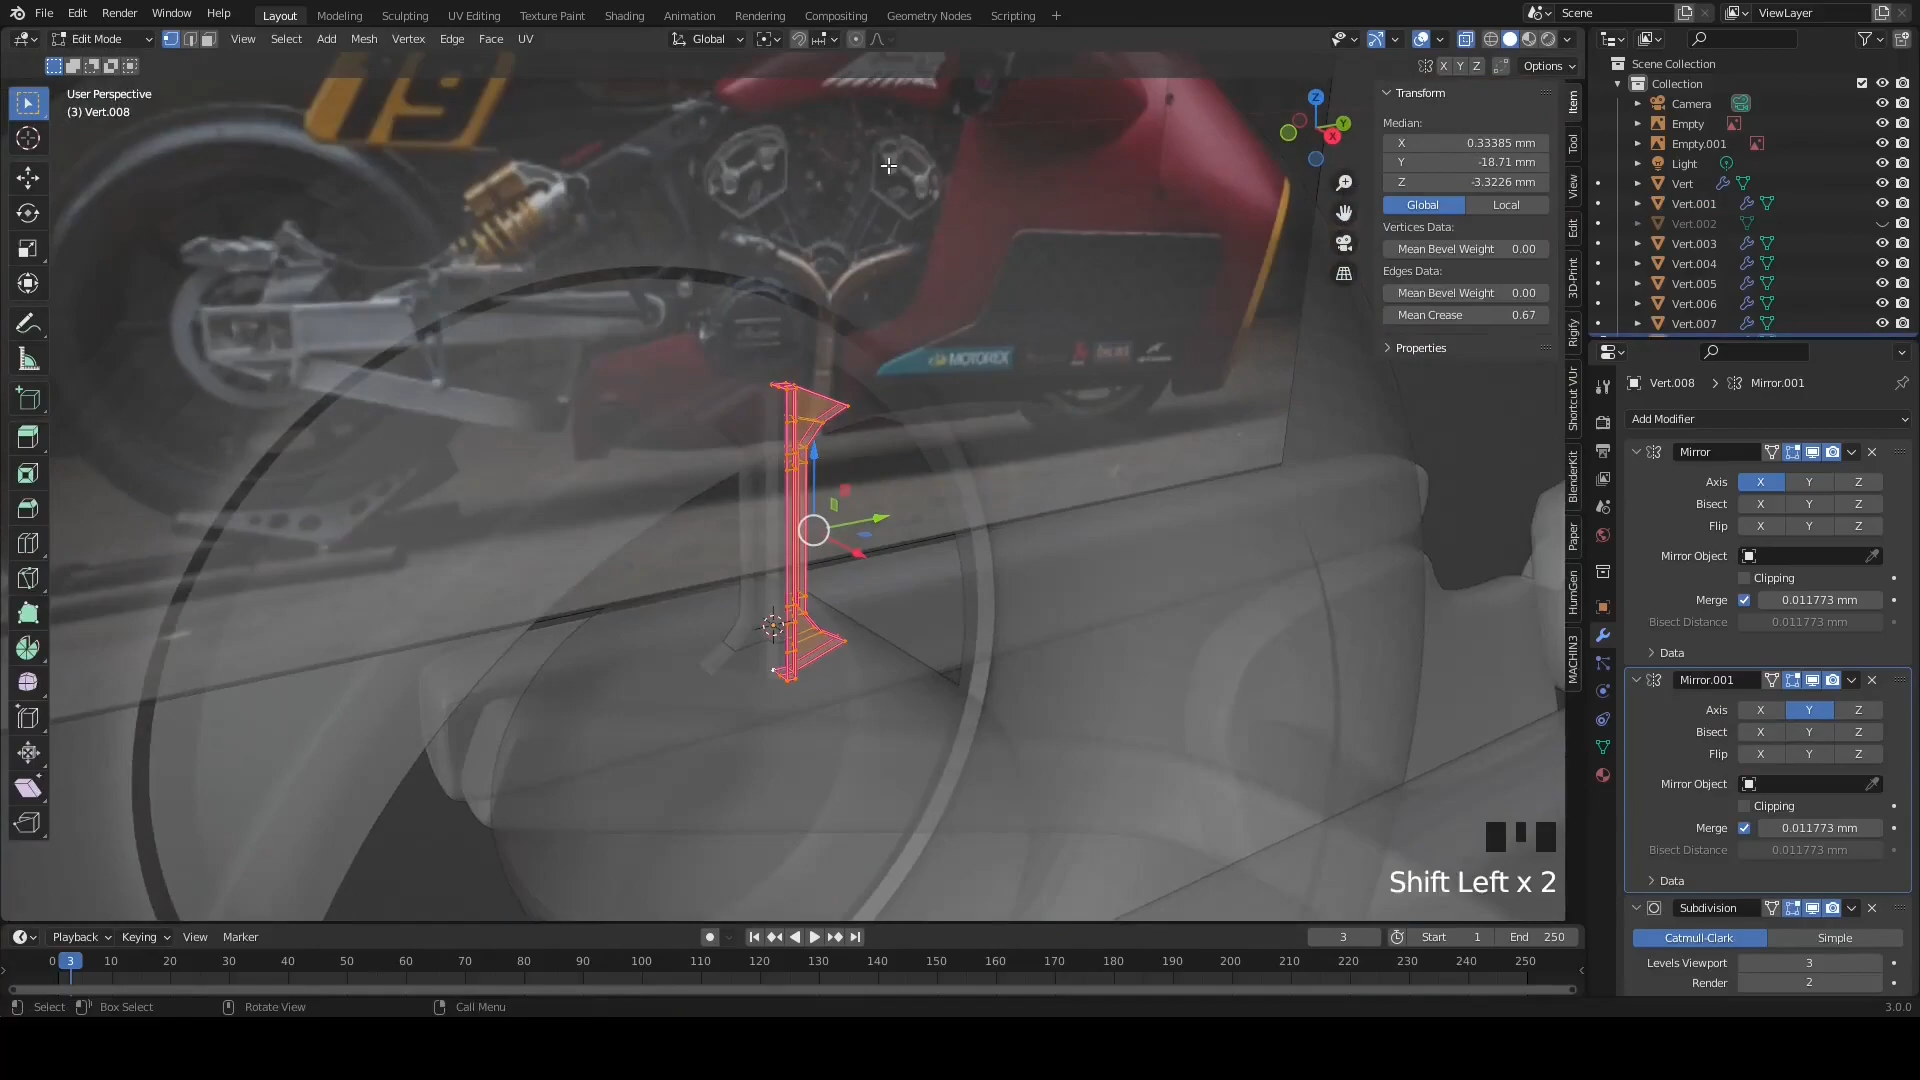 File Edit Render Window Help Layout Modeling Sculpting UV Editing Texture Paint Shading Animation Rendering Compositing Geometry Nodes Scripting + Scene ViewLayer
Edit Mode View Select Add Mesh Vertex Edge Face UV Global
X Y Z Options
User Perspective
(3) Vert.008
Z
Y
X
Transform
Median:
X 0.33385 mm
Y -18.71 mm
Z -3.3226 mm
Global Local
Vertices Data:
Mean Bevel Weight 0.00
Edges Data:
Mean Bevel Weight 0.00
Mean Crease 0.67
Properties
Item
Tool
View
Edit
3D-Print
Rigify
Shortcut VUr
BlenderKit
Paper
HumGen
MACHIN3
MOTOREX
Shift Left x 2
Scene Collection
Collection
Camera
Empty
Empty.001
Light
Vert
Vert.001
Vert.002
Vert.003
Vert.004
Vert.005
Vert.006
Vert.007
Vert.008 Mirror.001
Add Modifier
Mirror
Axis X Y Z
Bisect X Y Z
Flip X Y Z
Mirror Object
Clipping
Merge 0.011773 mm
Bisect Distance 0.011773 mm
Data
Mirror.001
Axis X Y Z
Bisect X Y Z
Flip X Y Z
Mirror Object
Clipping
Merge 0.011773 mm
Bisect Distance 0.011773 mm
Data
Subdivision
Catmull-Clark Simple
Levels Viewport 3
Render 2
Playback Keying View Marker 3 Start 1 End 250
0 3 10 20 30 40 50 60 70 80 90 100 110 120 130 140 150 160 170 180 190 200 210 220 230 240 250
Select Box Select Rotate View Call Menu 3.0.0